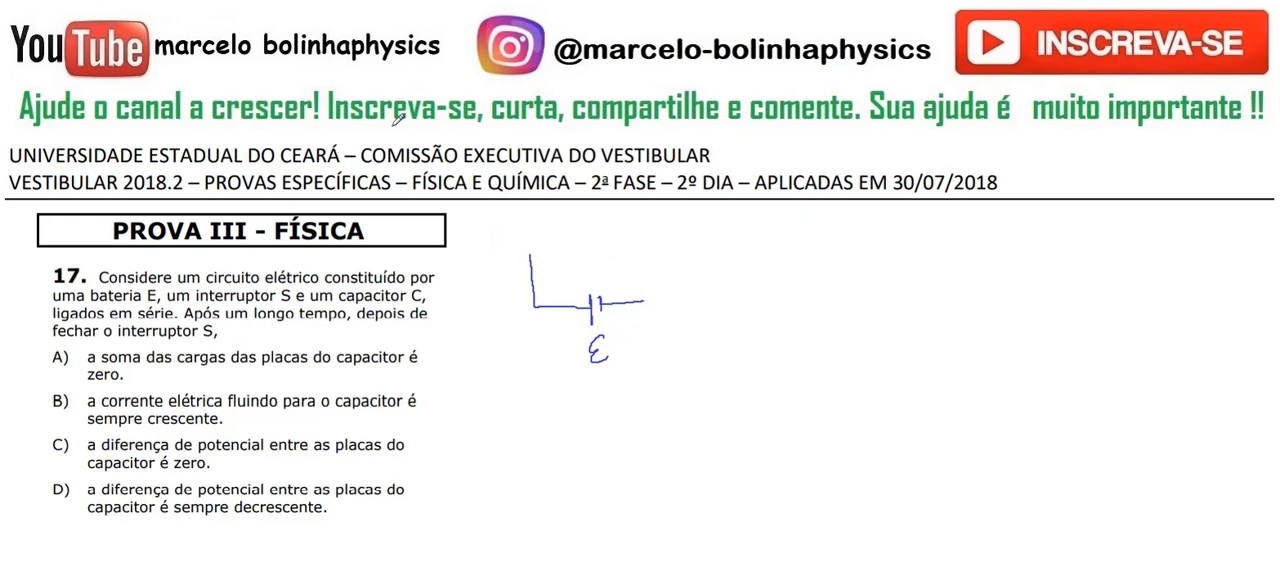 YouTube marcelo bolinhaphysics @marcelo-bolinhaphysics INSCREVA-SE
Ajude o canal a crescer! Inscreva-se, curta, compartilhe e comente. Sua ajuda é muito importante !!
UNIVERSIDADE ESTADUAL DO CEARÁ – COMISSÃO EXECUTIVA DO VESTIBULAR
VESTIBULAR 2018.2 – PROVAS ESPECÍFICAS – FÍSICA E QUÍMICA – 2ª FASE – 2º DIA – APLICADAS EM 30/07/2018
PROVA III - FÍSICA
17. Considere um circuito elétrico constituído por
uma bateria E, um interruptor S e um capacitor C,
ligados em série. Após um longo tempo, depois de
fechar o interruptor S,
A) a soma das cargas das placas do capacitor é
zero.
B) a corrente elétrica fluindo para o capacitor é
sempre crescente.
C) a diferença de potencial entre as placas do
capacitor é zero.
D) a diferença de potencial entre as placas do
capacitor é sempre decrescente.
ε